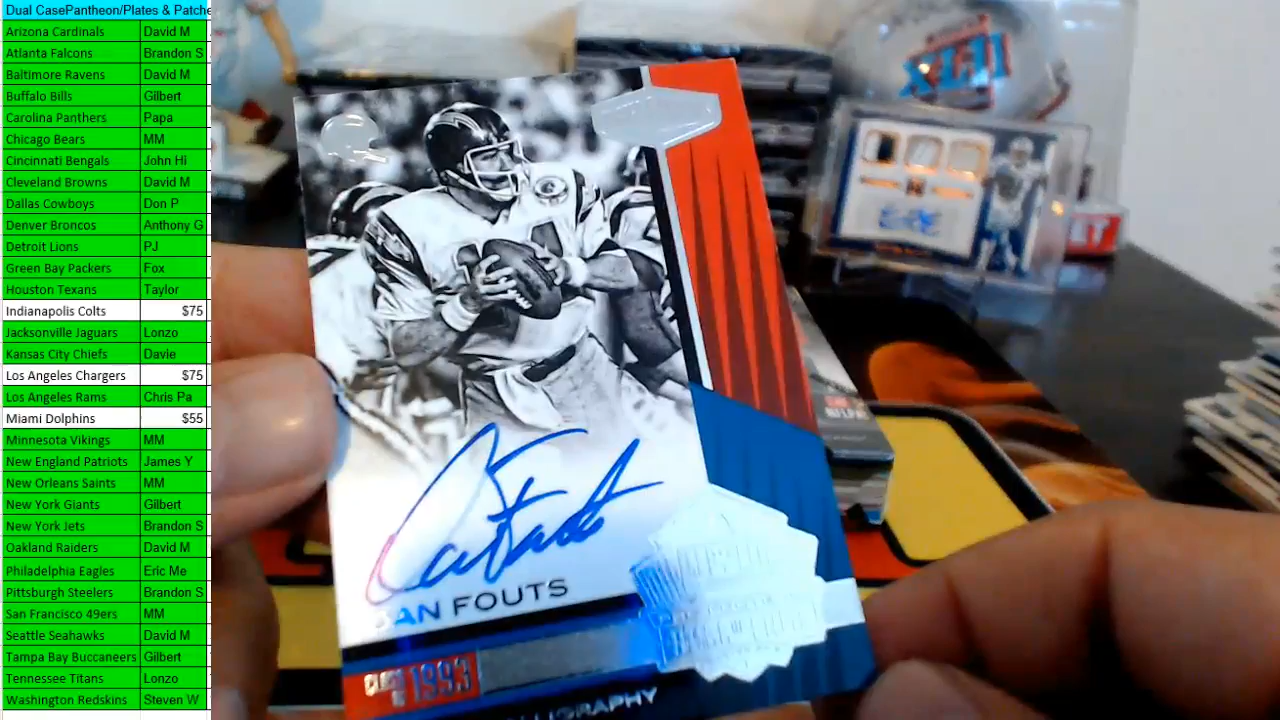 Dual CasePantheon/Plates & Patche
Arizona Cardinals David M
Atlanta Falcons Brandon S
Baltimore Ravens David M
Buffalo Bills Gilbert
Carolina Panthers Papa
Chicago Bears MM
Cincinnati Bengals John Hi
Cleveland Browns David M
Dallas Cowboys Don P
Denver Broncos Anthony G
Detroit Lions PJ
Green Bay Packers Fox
Houston Texans Taylor
Indianapolis Colts $75
Jacksonville Jaguars Lonzo
Kansas City Chiefs Davie
Los Angeles Chargers $75
Los Angeles Rams Chris Pa
Miami Dolphins $55
Minnesota Vikings MM
New England Patriots James Y
New Orleans Saints MM
New York Giants Gilbert
New York Jets Brandon S
Oakland Raiders David M
Philadelphia Eagles Eric Me
Pittsburgh Steelers Brandon S
San Francisco 49ers MM
Seattle Seahawks David M
Tampa Bay Buccaneers Gilbert
Tennessee Titans Lonzo
Washington Redskins Steven W
XLII
14
Dan Fouts
DAN FOUTS
CLASS OF 1993